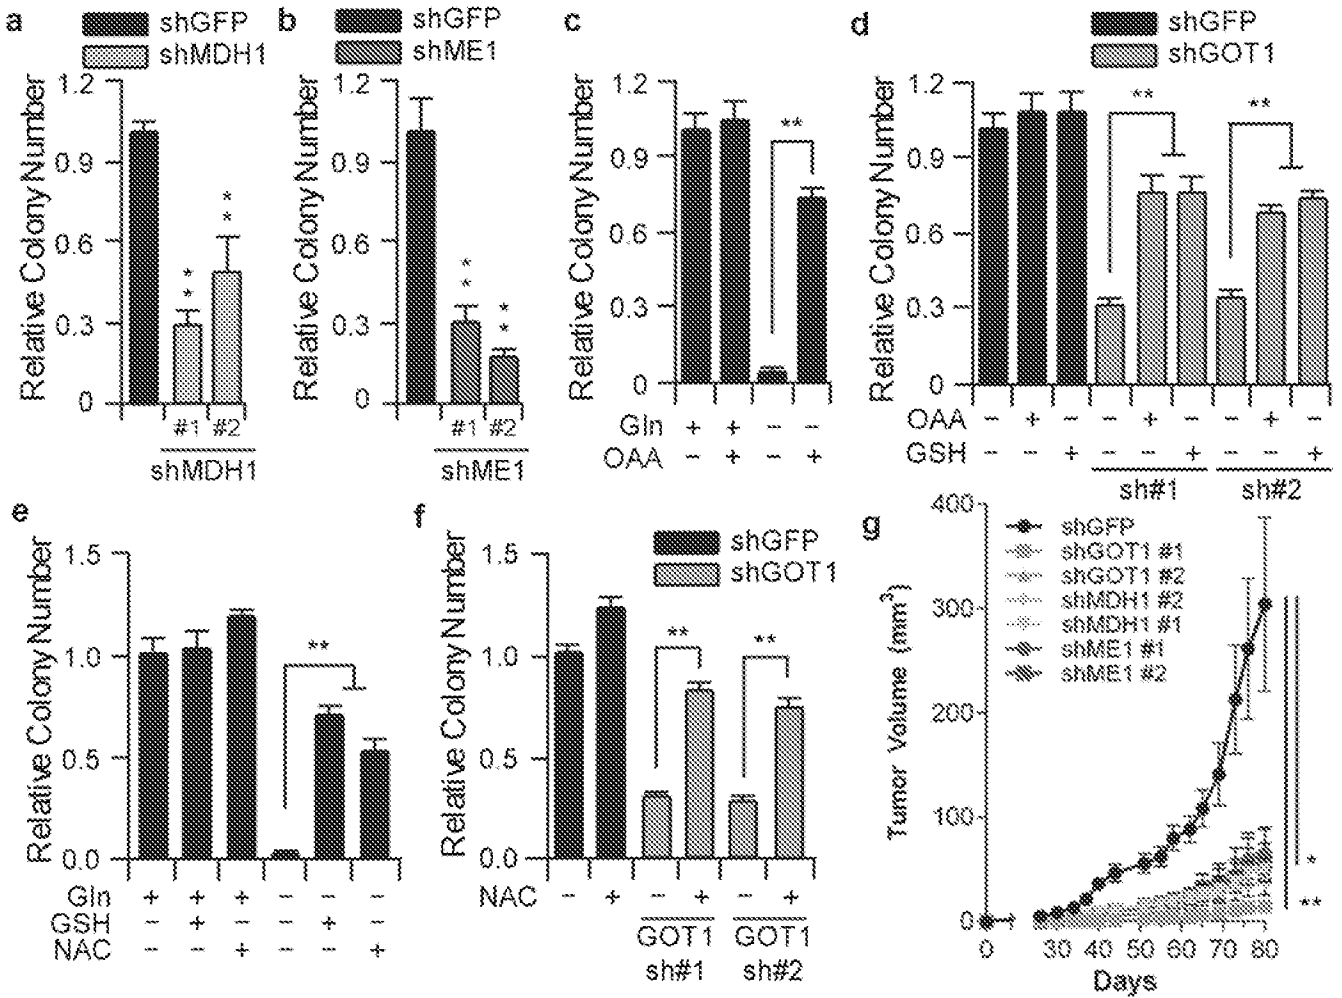 a
shGFP
shMDH1
Relative Colony Number
1.2
0.9
0.6
0.3
0
**
**
#1 #2
shMDH1
b
shGFP
shME1
Relative Colony Number
1.2
0.9
0.6
0.3
0
**
**
#1 #2
shME1
c
Relative Colony Number
1.2
0.9
0.6
0.3
0
**
Gln + + − −
OAA − + − +
d
shGFP
shGOT1
Relative Colony Number
1.2
0.9
0.6
0.3
0
**
**
OAA − + − − + − − + −
GSH − − + − − + − − +
sh#1 sh#2
e
Relative Colony Number
1.5
1.0
0.5
0.0
**
Gln + + + − − −
GSH − + − − + −
NAC − − + − − +
f
shGFP
shGOT1
Relative Colony Number
1.5
1.0
0.5
0.0
**
**
NAC − + − + − +
GOT1 GOT1
sh#1 sh#2
g
shGFP
shGOT1 #1
shGOT1 #2
shMDH1 #2
shMDH1 #1
shME1 #1
shME1 #2
Tumor Volume (mm³)
400
300
200
100
0
*
**
0 30 40 50 60 70 80
Days